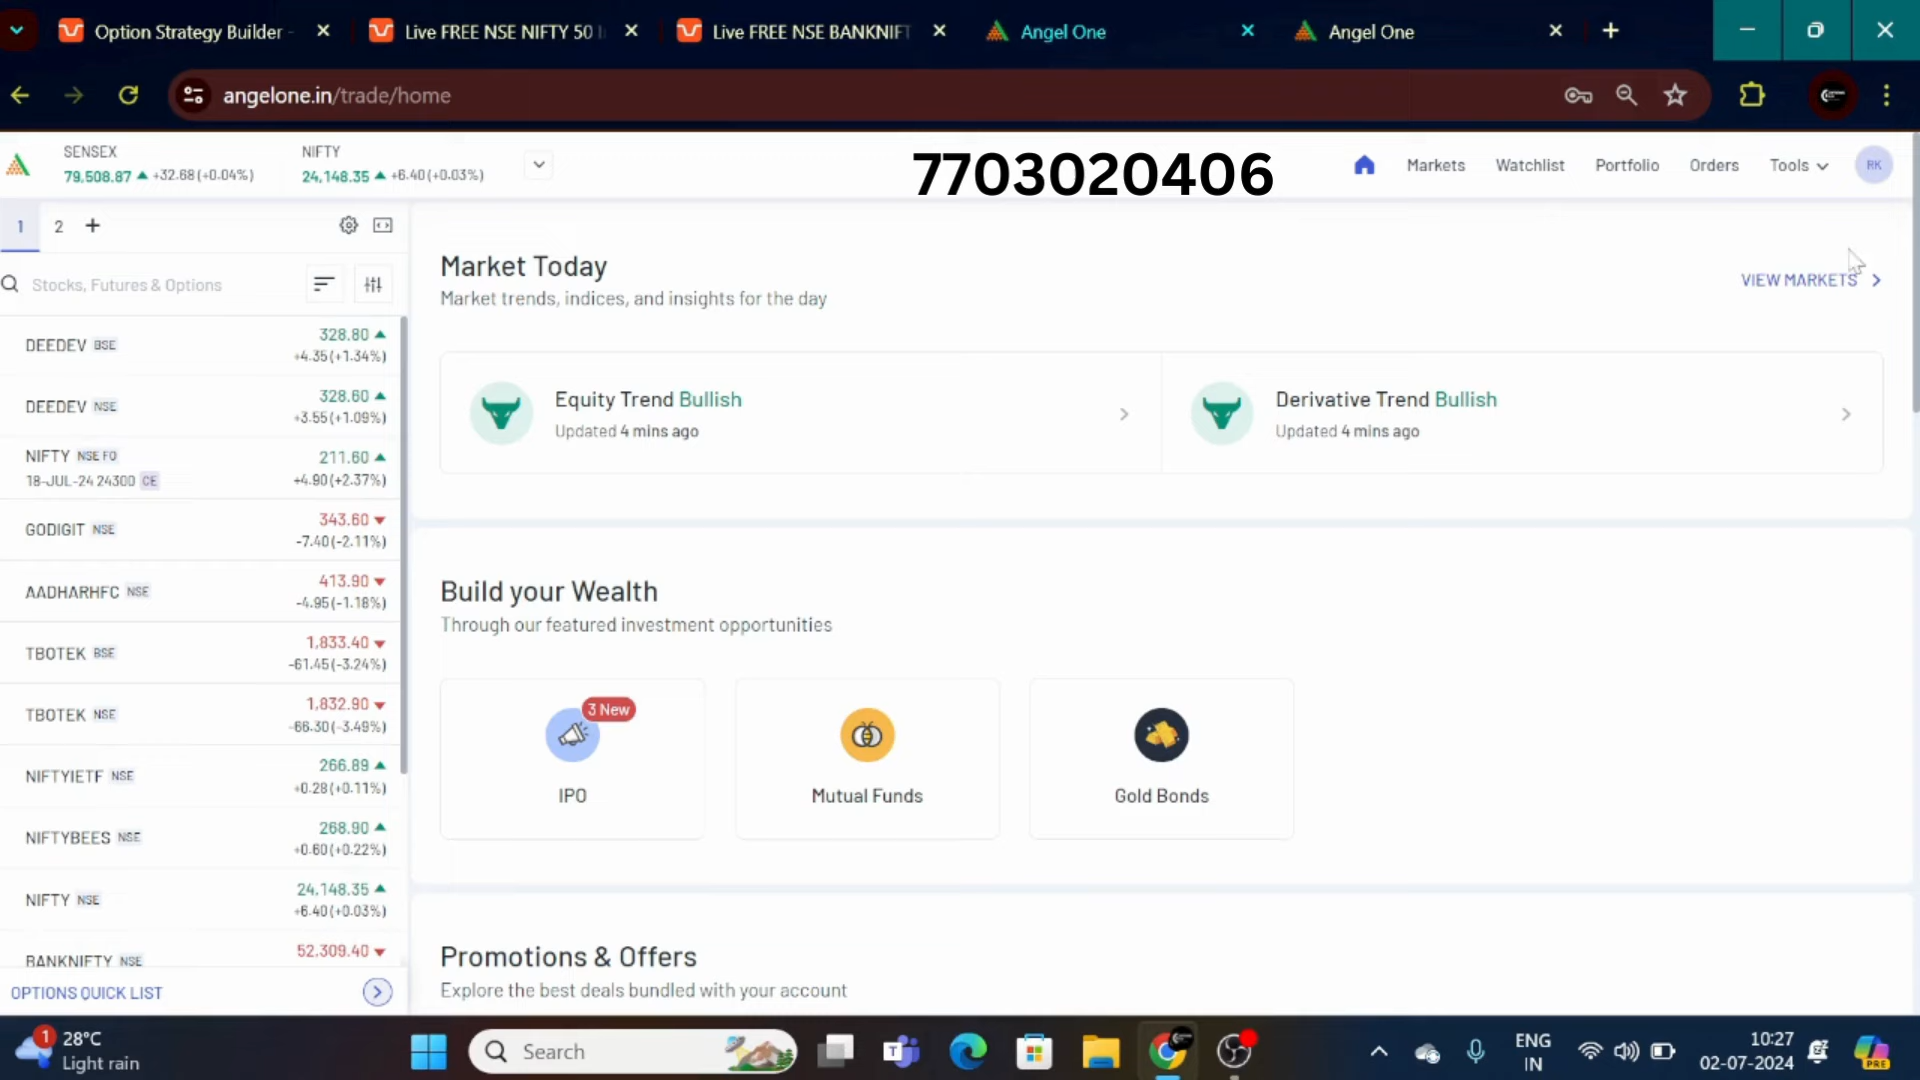 Option Strategy Builder -
Live FREE NSE NIFTY 50 I
Live FREE NSE BANKNIFT
Angel One
Angel One
angelone.in/trade/home
SENSEX
79,508.87 ▲ +32.68 (+0.04%)
NIFTY
24,148.35 ▲ +6.40 (+0.03%)
7703020406
Markets
Watchlist
Portfolio
Orders
Tools
RK
1
2
+
Stocks, Futures & Options
DEEDEV BSE
328.80 ▲
+4.35 (+1.34%)
DEEDEV NSE
328.60 ▲
+3.55 (+1.09%)
NIFTY NSE FO
211.60 ▲
18-JUL-24 24300 CE
+4.90 (+2.37%)
GODIGIT NSE
343.60 ▼
-7.40 (-2.11%)
AADHARHFC NSE
413.90 ▼
-4.95 (-1.18%)
TBOTEK BSE
1,833.40 ▼
-61.45 (-3.24%)
TBOTEK NSE
1,832.90 ▼
-66.30 (-3.49%)
NIFTYIETF NSE
266.89 ▲
+0.28 (+0.11%)
NIFTYBEES NSE
268.90 ▲
+0.60 (+0.22%)
NIFTY NSE
24,148.35 ▲
+6.40 (+0.03%)
BANKNIFTY NSE
52,309.40 ▼
OPTIONS QUICK LIST
Market Today
Market trends, indices, and insights for the day
VIEW MARKETS
Equity Trend Bullish
Updated 4 mins ago
Derivative Trend Bullish
Updated 4 mins ago
Build your Wealth
Through our featured investment opportunities
3 New
IPO
Mutual Funds
Gold Bonds
Promotions & Offers
Explore the best deals bundled with your account
1
28°C
Light rain
Search
ENG
IN
10:27
02-07-2024
PRE